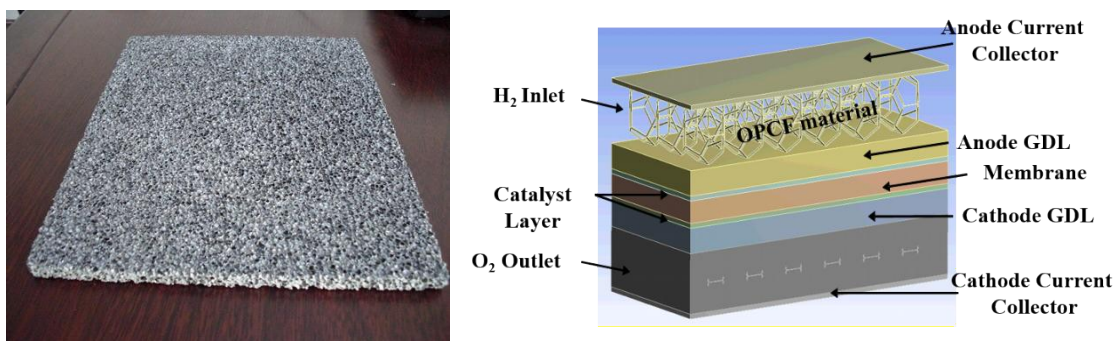 Anode Current
Collector
H₂ Inlet
OPCF material
Anode GDL
Membrane
Catalyst
Layer
Cathode GDL
O₂ Outlet
Cathode Current
Collector